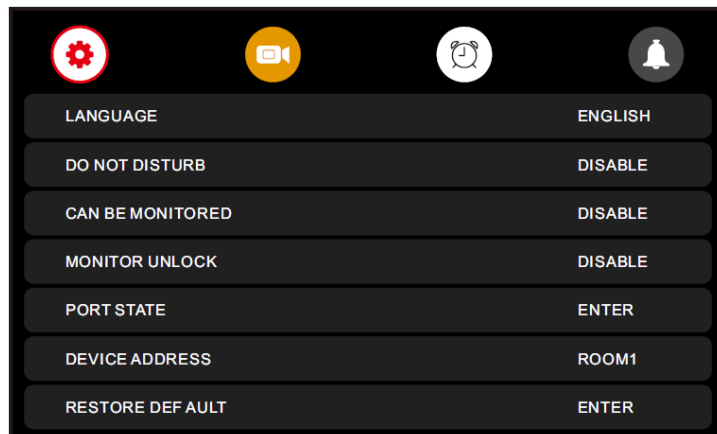 LANGUAGE ENGLISH
DO NOT DISTURB DISABLE
CAN BE MONITORED DISABLE
MONITOR UNLOCK DISABLE
PORT STATE ENTER
DEVICE ADDRESS ROOM1
RESTORE DEF AULT ENTER